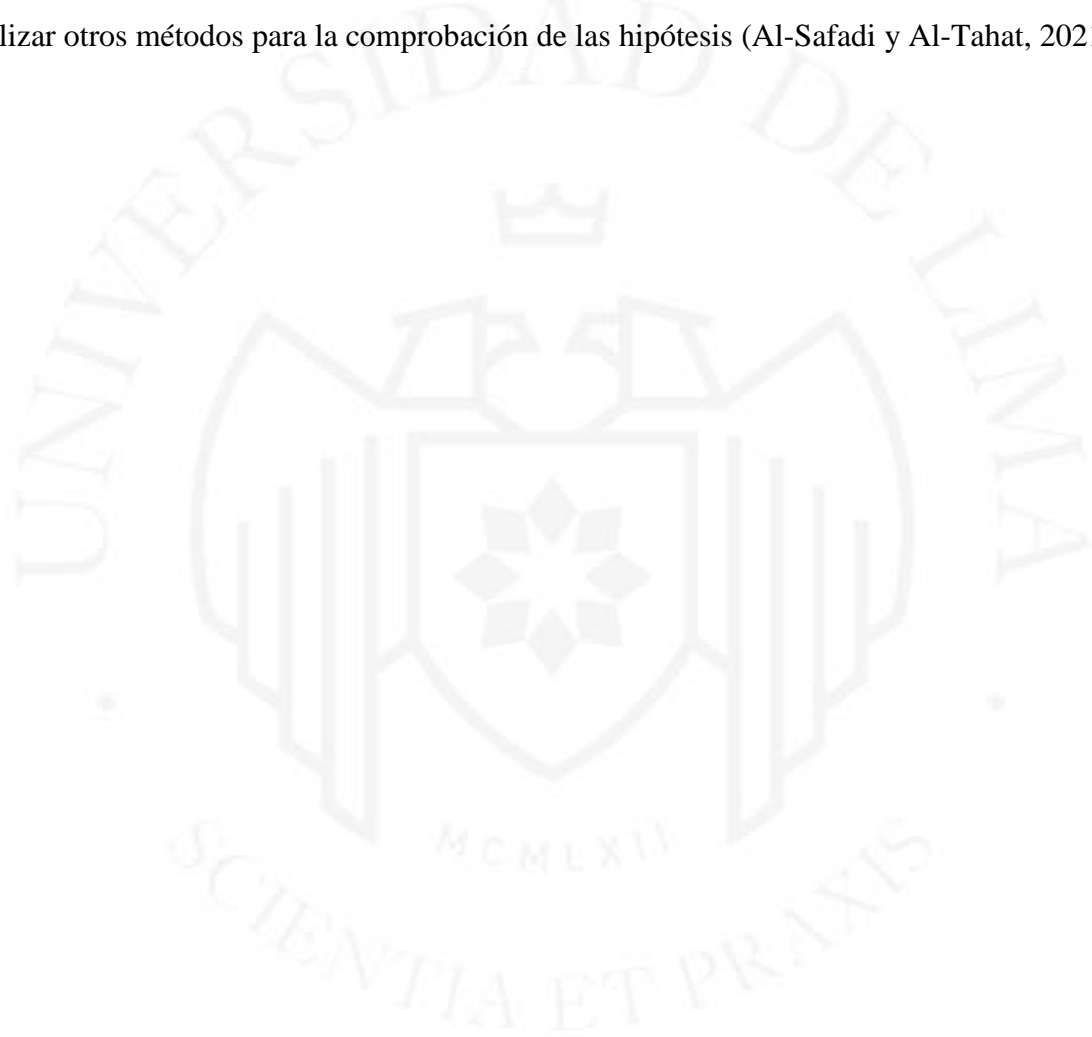 lizar otros métodos para la comprobación de las hipótesis (Al-Safadi y Al-Tahat, 202
UNIVERSIDAD DE LIMA
MCMLXII
SCIENTIA ET PRAXIS